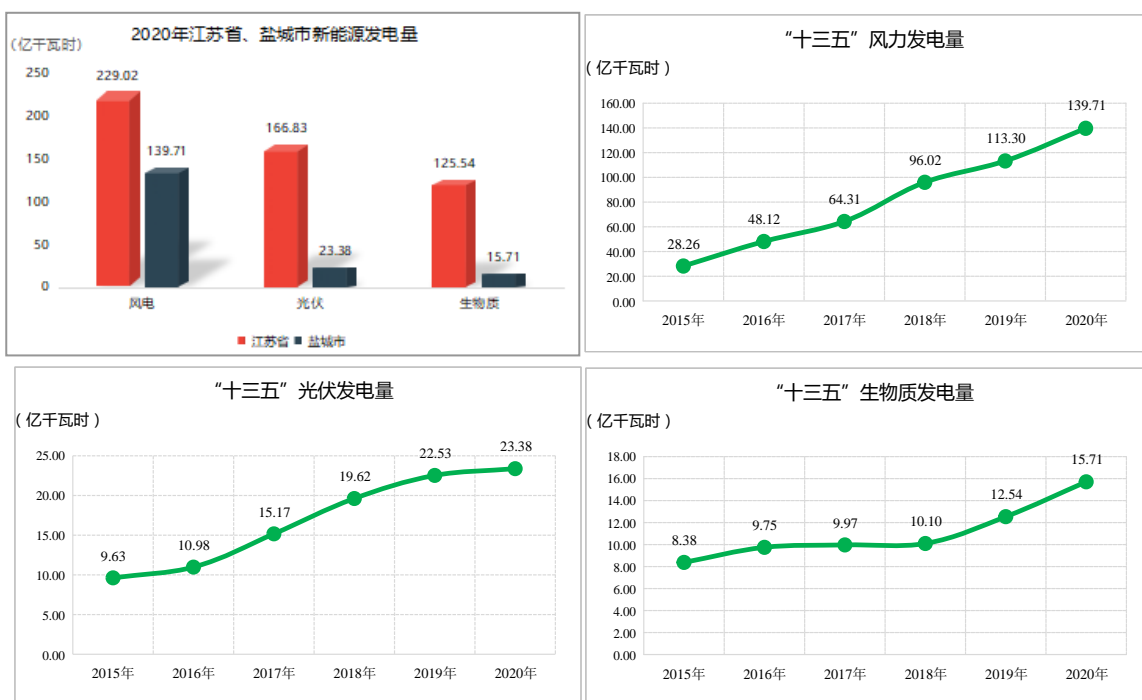 2020年江苏省、盐城市新能源发电量
(亿千瓦时)
250
200
150
100
50
0
229.02
139.71
166.83
23.38
125.54
15.71
风电
光伏
生物质
江苏省
盐城市
“十三五”风力发电量
(亿千瓦时)
160.00
140.00
120.00
100.00
80.00
60.00
40.00
20.00
0.00
28.26
48.12
64.31
96.02
113.30
139.71
2015年
2016年
2017年
2018年
2019年
2020年
“十三五”光伏发电量
(亿千瓦时)
25.00
20.00
15.00
10.00
5.00
0.00
9.63
10.98
15.17
19.62
22.53
23.38
2015年
2016年
2017年
2018年
2019年
2020年
“十三五”生物质发电量
(亿千瓦时)
18.00
16.00
14.00
12.00
10.00
8.00
6.00
4.00
2.00
0.00
8.38
9.75
9.97
10.10
12.54
15.71
2015年
2016年
2017年
2018年
2019年
2020年